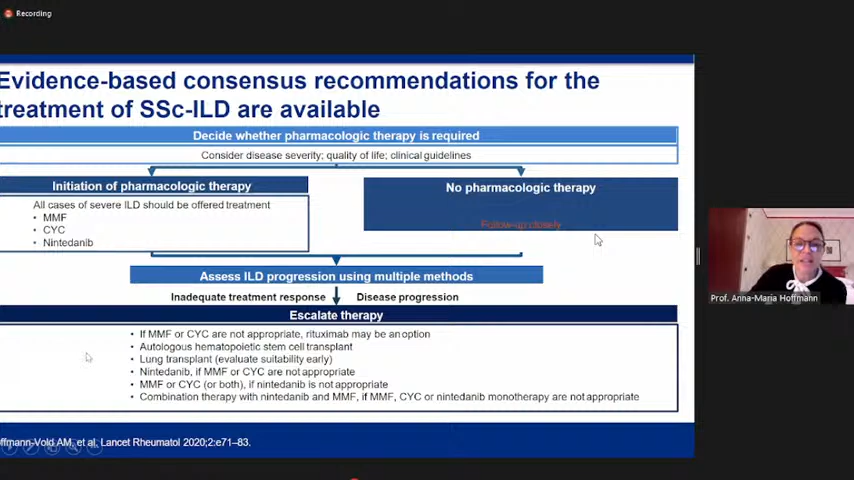 Recording
Evidence-based consensus recommendations for the
treatment of SSc-ILD are available
Decide whether pharmacologic therapy is required
Consider disease severity; quality of life; clinical guidelines
Initiation of pharmacologic therapy
All cases of severe ILD should be offered treatment
• MMF
• CYC
• Nintedanib
No pharmacologic therapy
Follow-up closely
Assess ILD progression using multiple methods
Inadequate treatment response
Disease progression
Escalate therapy
• If MMF or CYC are not appropriate, rituximab may be an option
• Autologous hematopoietic stem cell transplant
• Lung transplant (evaluate suitability early)
• Nintedanib, if MMF or CYC are not appropriate
• MMF or CYC (or both), if nintedanib is not appropriate
• Combination therapy with nintedanib and MMF, if MMF, CYC or nintedanib monotherapy are not appropriate
ffmann-Vold AM, et al. Lancet Rheumatol 2020;2:e71–83.
Prof. Anna-Maria Hoffmann